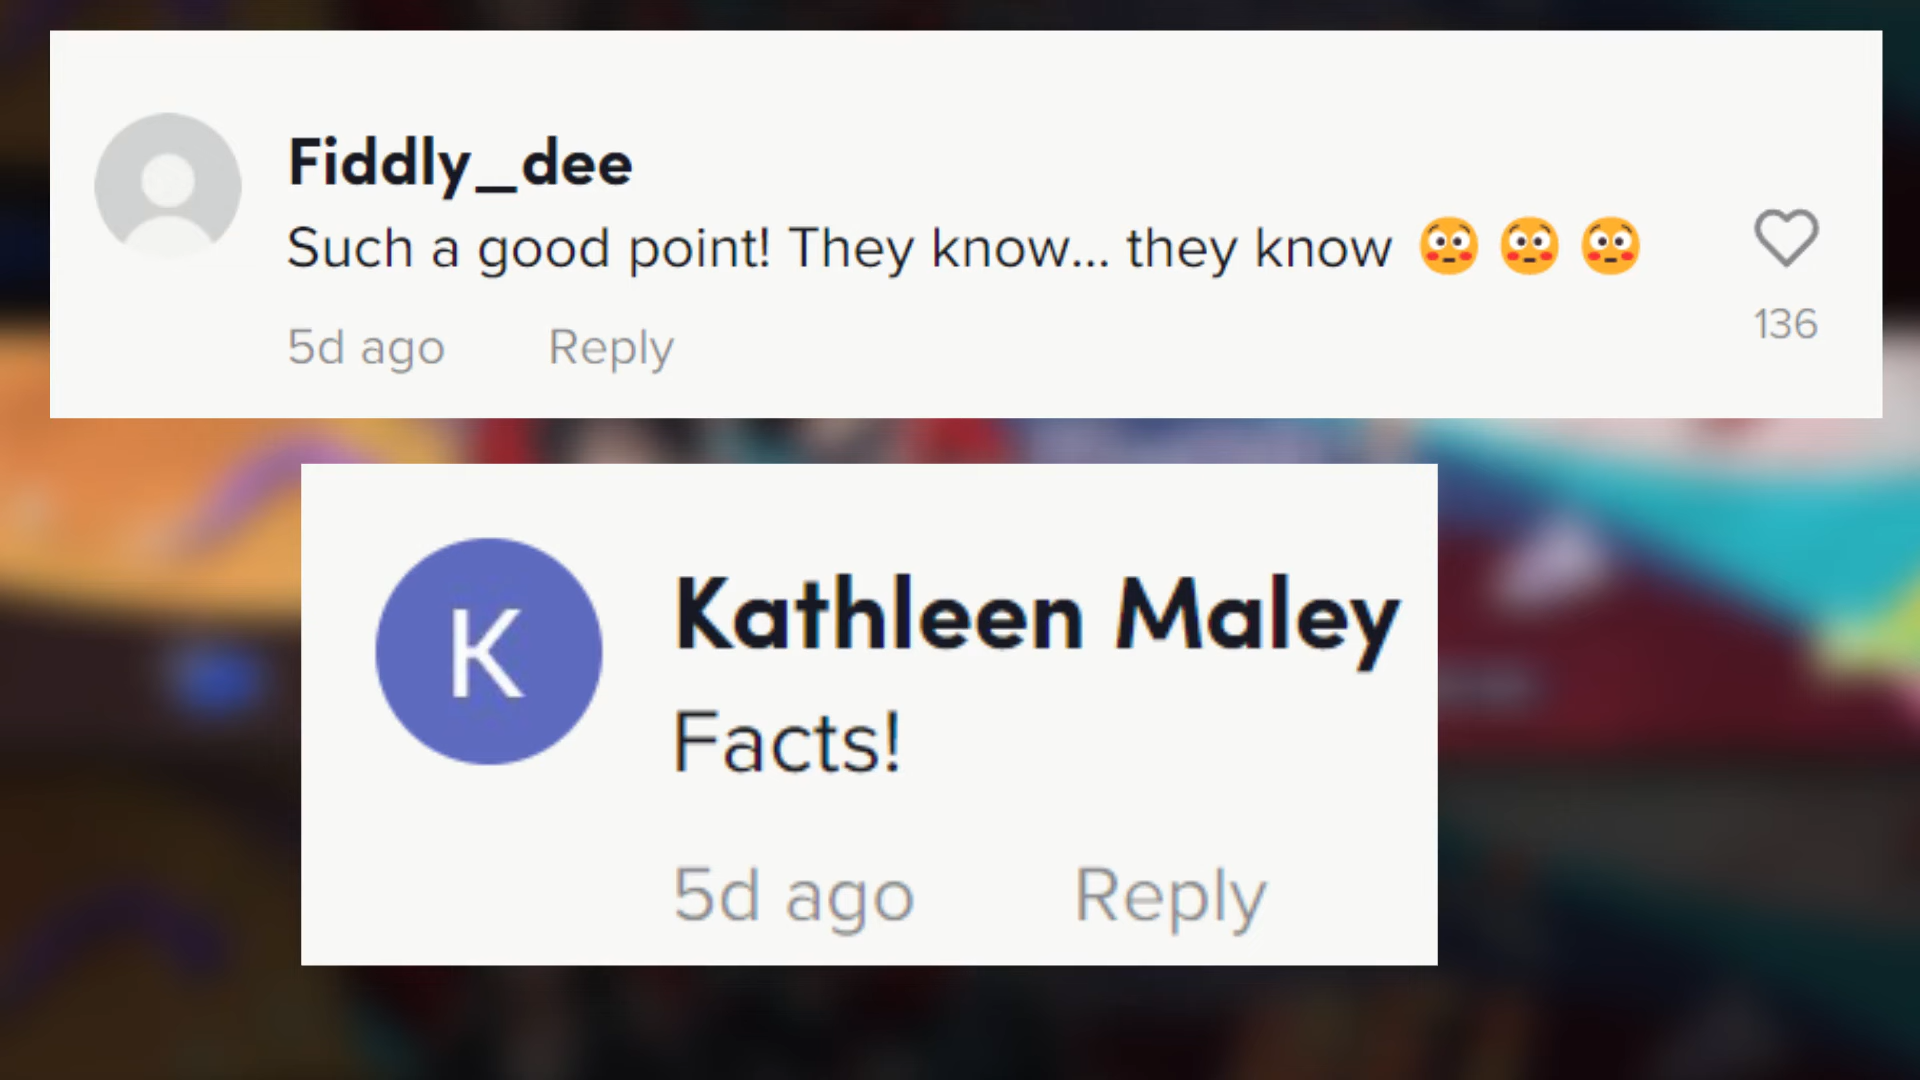 Fiddly_dee
Such a good point! They know... they know 😳 😳 😳
136
5d ago Reply
K
Kathleen Maley
Facts!
5d ago Reply